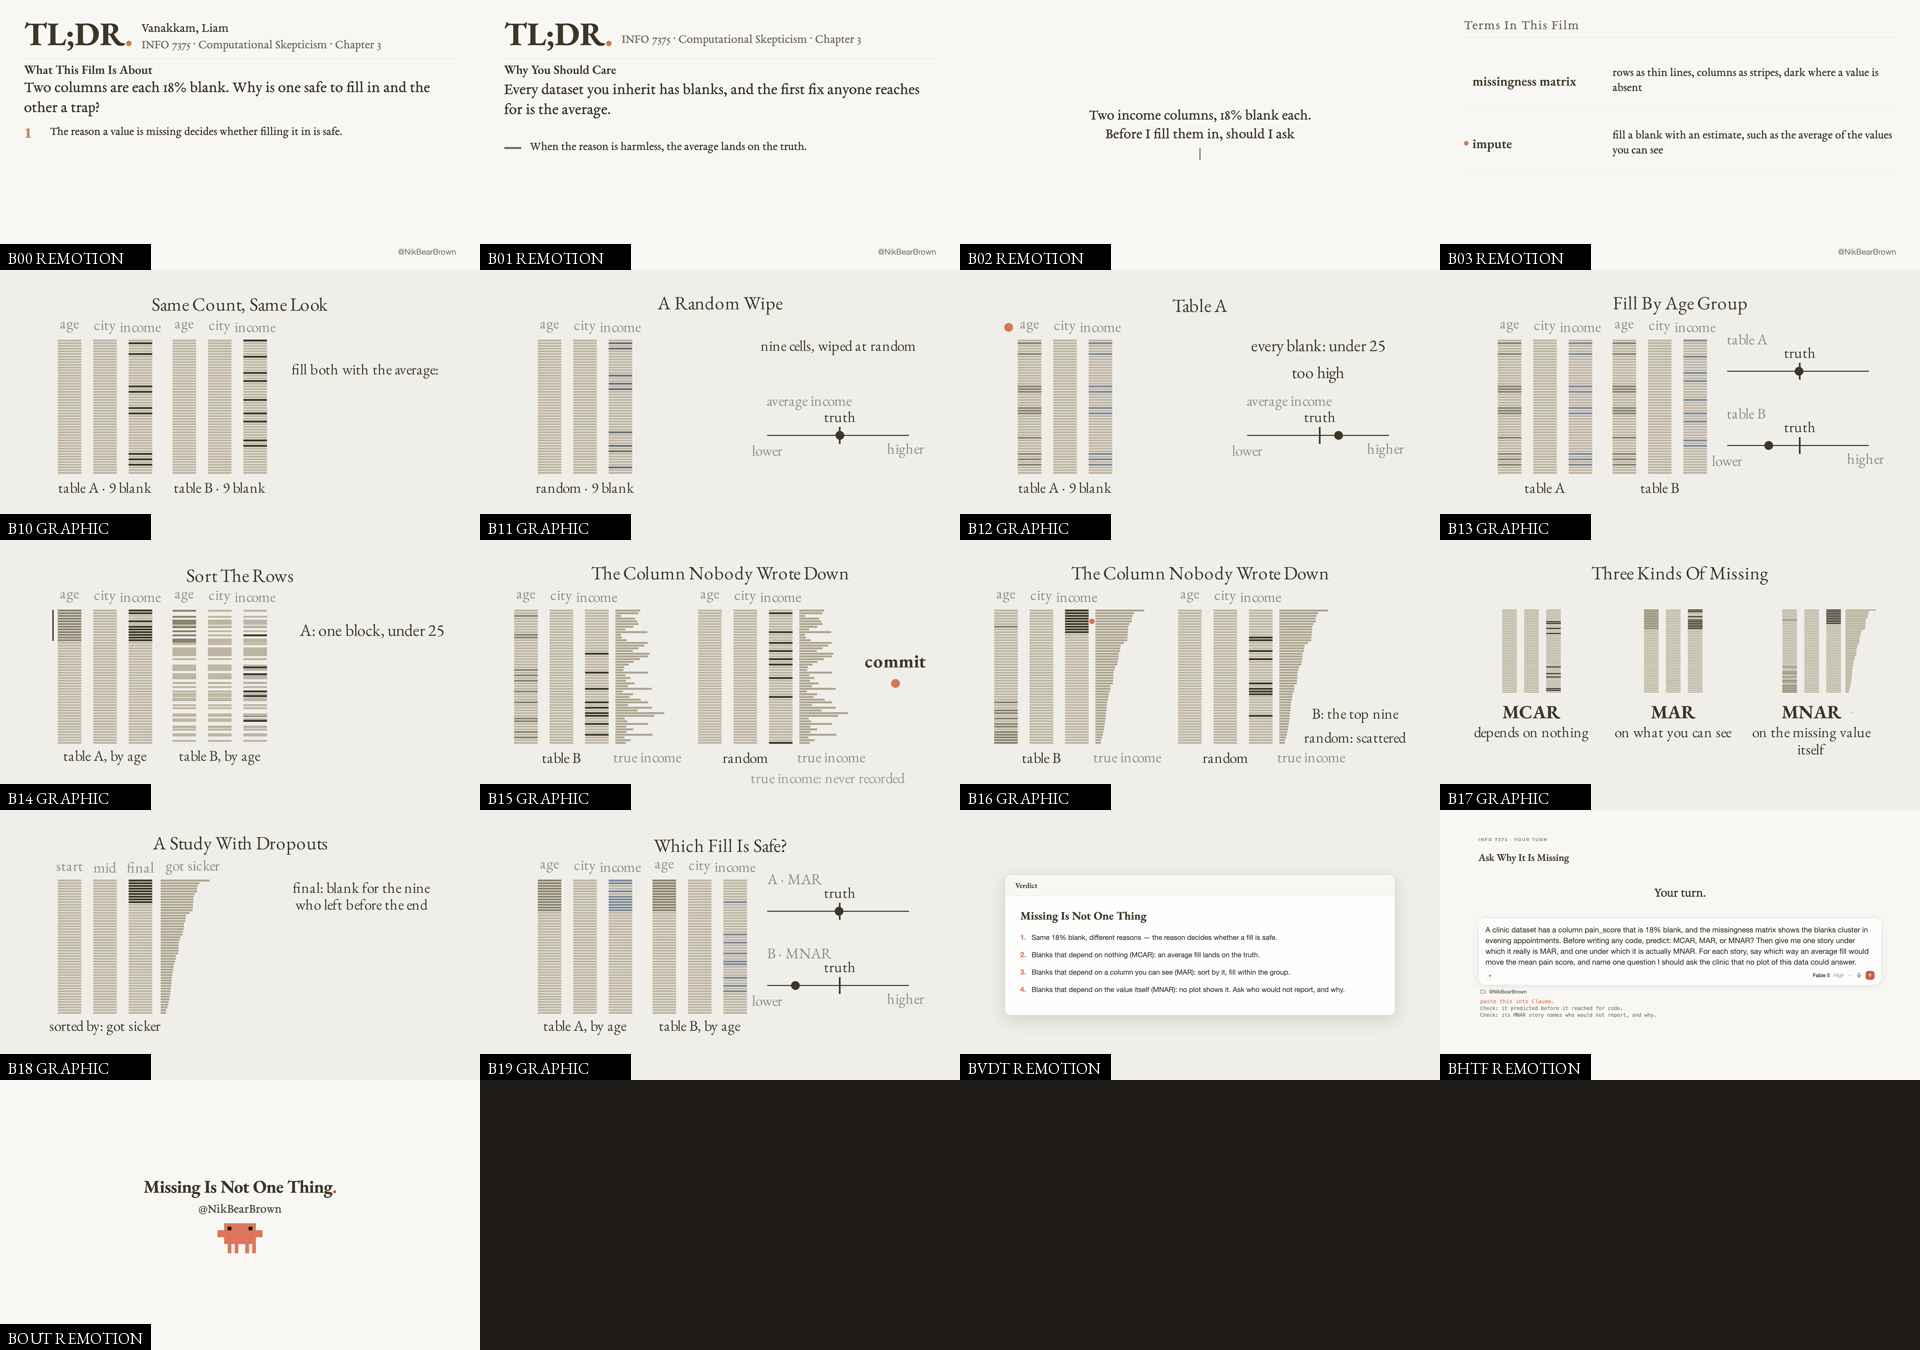 TL;DR.
Vanakkam, Liam
INFO 7375 · Computational Skepticism · Chapter 3
What This Film Is About
Two columns are each 18% blank. Why is one safe to fill in and the
other a trap?
1 The reason a value is missing decides whether filling it in is safe.
@NikBearBrown
B00 REMOTION
TL;DR.
INFO 7375 · Computational Skepticism · Chapter 3
Why You Should Care
Every dataset you inherit has blanks, and the first fix anyone reaches
for is the average.
— When the reason is harmless, the average lands on the truth.
@NikBearBrown
B01 REMOTION
Two income columns, 18% blank each.
Before I fill them in, should I ask
B02 REMOTION
Terms In This Film
missingness matrix
rows as thin lines, columns as stripes, dark where a value is
absent
impute
fill a blank with an estimate, such as the average of the values
you can see
@NikBearBrown
B03 REMOTION
Same Count, Same Look
age city income age city income
fill both with the average:
table A · 9 blank table B · 9 blank
B10 GRAPHIC
A Random Wipe
age city income
nine cells, wiped at random
average income
truth
lower higher
random · 9 blank
B11 GRAPHIC
Table A
age city income
every blank: under 25
too high
average income
truth
lower higher
table A · 9 blank
B12 GRAPHIC
Fill By Age Group
age city income age city income
table A
truth
table B
truth
lower higher
table A table B
B13 GRAPHIC
Sort The Rows
age city income age city income
A: one block, under 25
table A, by age table B, by age
B14 GRAPHIC
The Column Nobody Wrote Down
age city income age city income
commit
table B true income random true income
true income: never recorded
B15 GRAPHIC
The Column Nobody Wrote Down
age city income age city income
B: the top nine
random: scattered
table B true income random true income
B16 GRAPHIC
Three Kinds Of Missing
MCAR MAR MNAR
depends on nothing on what you can see on the missing value
itself
B17 GRAPHIC
A Study With Dropouts
start mid final got sicker
final: blank for the nine
who left before the end
sorted by: got sicker
B18 GRAPHIC
Which Fill Is Safe?
age city income age city income
A · MAR
truth
B · MNAR
truth
lower higher
table A, by age table B, by age
B19 GRAPHIC
Verdict
Missing Is Not One Thing
1. Same 18% blank, different reasons — the reason decides whether a fill is safe.
2. Blanks that depend on nothing (MCAR): an average fill lands on the truth.
3. Blanks that depend on a column you can see (MAR): sort by it, fill within the group.
4. Blanks that depend on the value itself (MNAR): no plot shows it. Ask who would not report, and why.
BVDT REMOTION
INFO 7375 · YOUR TURN
Ask Why It Is Missing
Your turn.
A clinic dataset has a column pain_score that is 18% blank, and the missingness matrix shows the blanks cluster in
evening appointments. Before writing any code, predict: MCAR, MAR, or MNAR? Then give me one story under
which it really is MAR, and one under which it is actually MNAR. For each story, say which way an average fill would
move the mean pain score, and name one question I should ask the clinic that no plot of this data could answer.
Fable 5 High
@NikBearBrown
paste this into Claude…
Check: it predicted before it reached for code.
Check: its MNAR story names who would not report, and why.
BHTF REMOTION
Missing Is Not One Thing.
@NikBearBrown
BOUT REMOTION